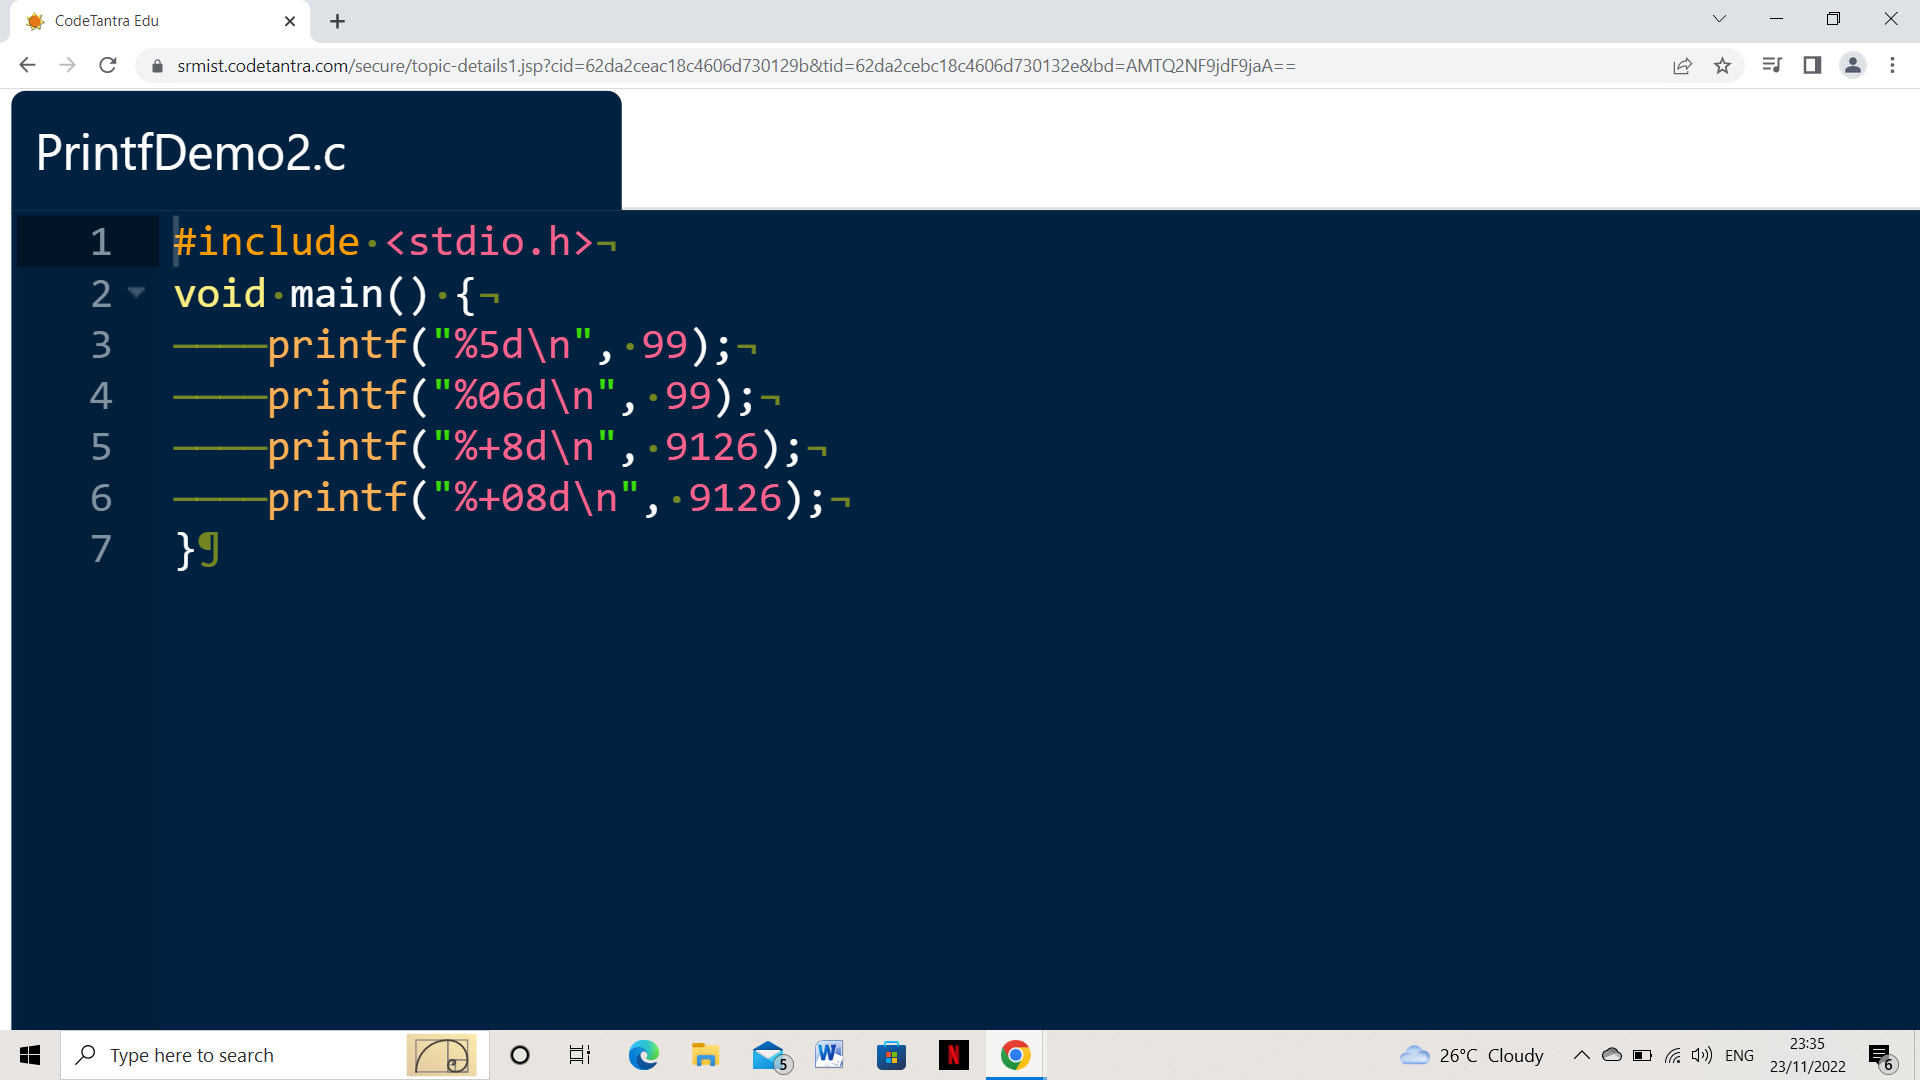 CodeTantra Edu
srmist.codetantra.com/secure/topic-details1.jsp?cid=62da2ceac18c4606d730129b&tid=62da2cebc18c4606d730132e&bd=AMTQ2NF9jdF9jaA==
PrintfDemo2.c
1 #include <stdio.h>
2 void main() {
3 printf("%5d\n", 99);
4 printf("%06d\n", 99);
5 printf("%+8d\n", 9126);
6 printf("%+08d\n", 9126);
7 }
Type here to search
5
W
N
26°C Cloudy
ENG
23:35
23/11/2022
6